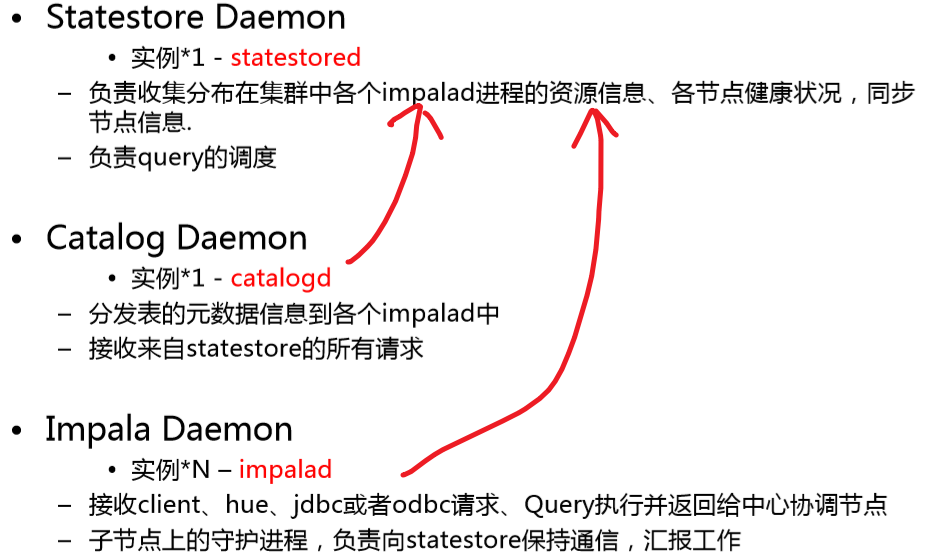 • Statestore Daemon
• 实例*1 - statestored
– 负责收集分布在集群中各个impalad进程的资源信息、各节点健康状况，同步
节点信息.
– 负责query的调度
• Catalog Daemon
• 实例*1 - catalogd
– 分发表的元数据信息到各个impalad中
– 接收来自statestore的所有请求
• Impala Daemon
• 实例*N – impalad
– 接收client、hue、jdbc或者odbc请求、Query执行并返回给中心协调节点
– 子节点上的守护进程，负责向statestore保持通信，汇报工作